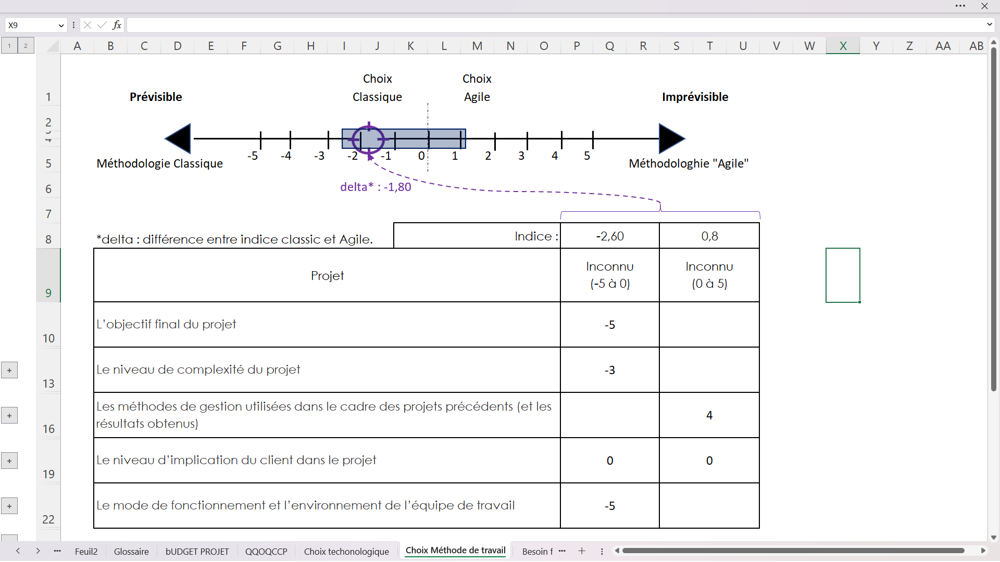 X9
fx
1 2
A B C D E F G H I J K L M N O P Q R S T U V W X Y Z AA AB
Choix Classique
Choix Agile
1
Prévisible
Imprévisible
2
3
4
-5 -4 -3 -2 -1 0 1 2 3 4 5
5
Méthodologie Classique
Méthodologhie "Agile"
6
delta* : -1,80
7
8
*delta : différence entre indice classic et Agile.
Indice : -2,60 0,8
9
Projet
Inconnu
(-5 à 0)
Inconnu
(0 à 5)
10
L’objectif final du projet -5
13
Le niveau de complexité du projet -3
16
Les méthodes de gestion utilisées dans le cadre des projets précédents (et les
résultats obtenus)
4
19
Le niveau d’implication du client dans le projet 0 0
22
Le mode de fonctionnement et l’environnement de l’équipe de travail -5
Feuil2 Glossaire bUDGET PROJET QQOQCCP Choix techonologique Choix Méthode de travail Besoin f